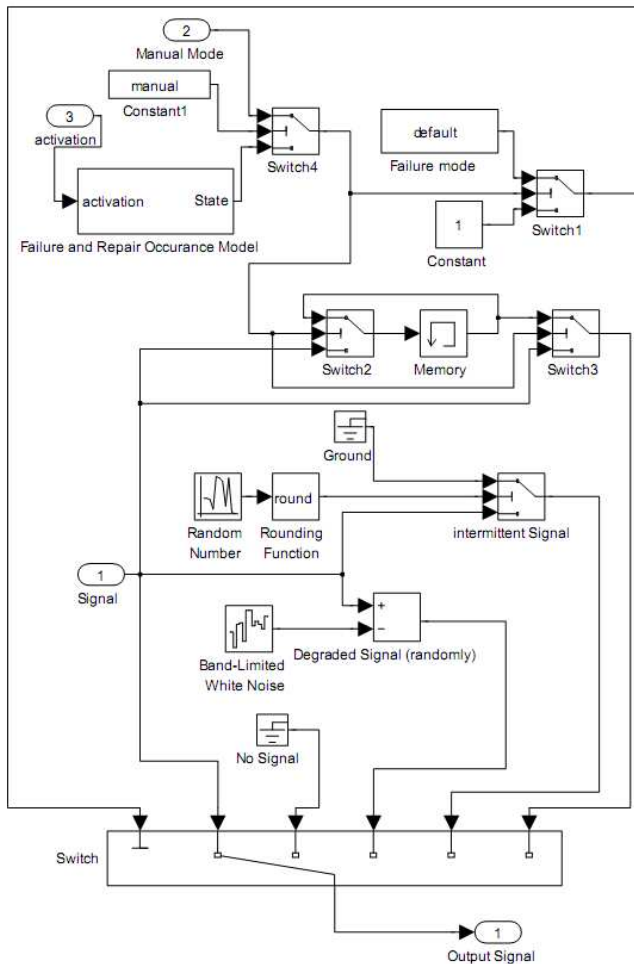 2
Manual Mode
manual
Constant1
3
activation
Switch4
default
Failure mode
activation
State
Failure and Repair Occurance Model
1
Constant
Switch1
Switch2
Memory
Switch3
Ground
round
Random
Number
Rounding
Function
intermittent Signal
1
Signal
+
−
Band-Limited
White Noise
Degraded Signal (randomly)
No Signal
Switch
1
Output Signal